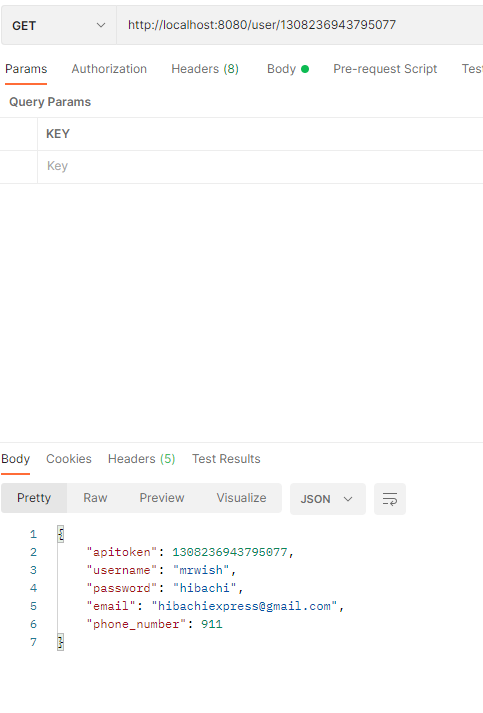 GET http://localhost:8080/user/1308236943795077
Params Authorization Headers (8) Body Pre-request Script Test
Query Params
KEY
Key
Body Cookies Headers (5) Test Results
Pretty Raw Preview Visualize JSON
1 {
2 "apitoken": 1308236943795077,
3 "username": "mrwish",
4 "password": "hibachi",
5 "email": "hibachiexpress@gmail.com",
6 "phone_number": 911
7 }